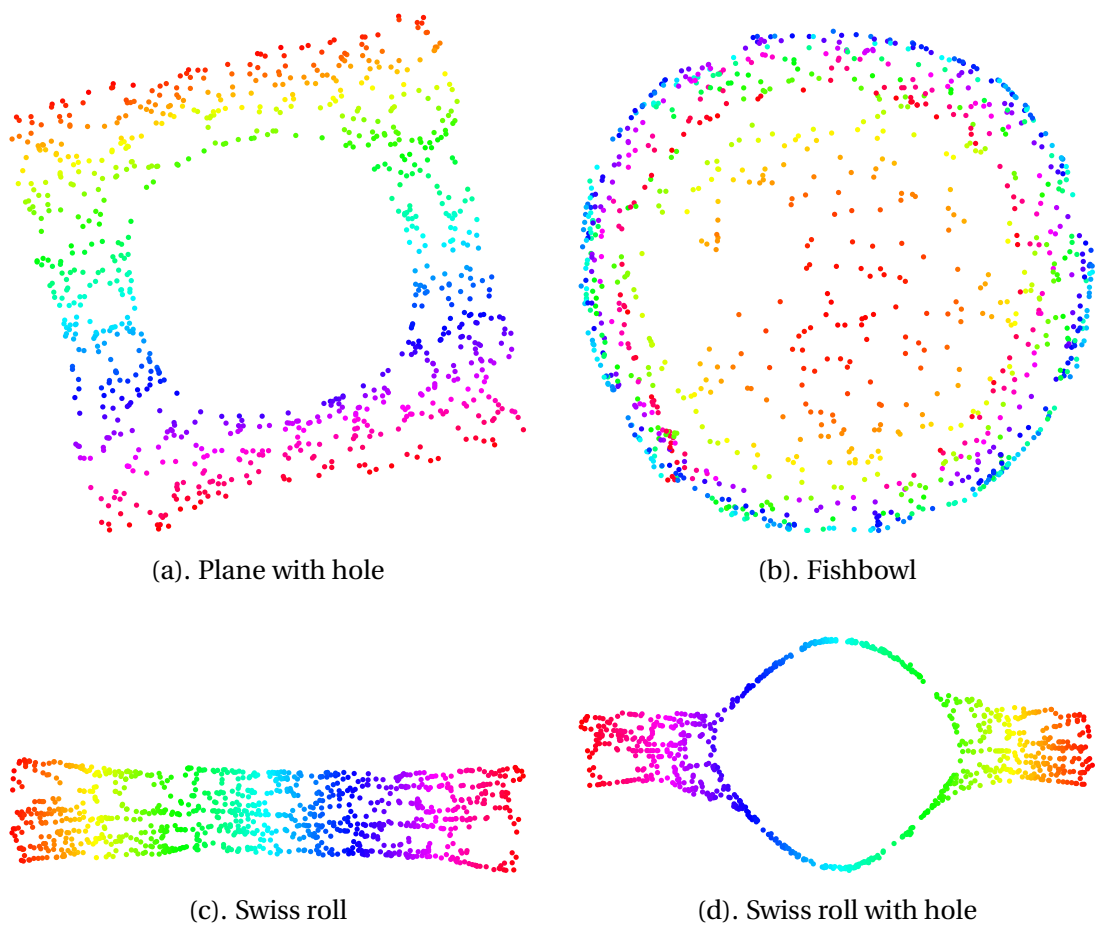 (a). Plane with hole
(b). Fishbowl
(c). Swiss roll
(d). Swiss roll with hole